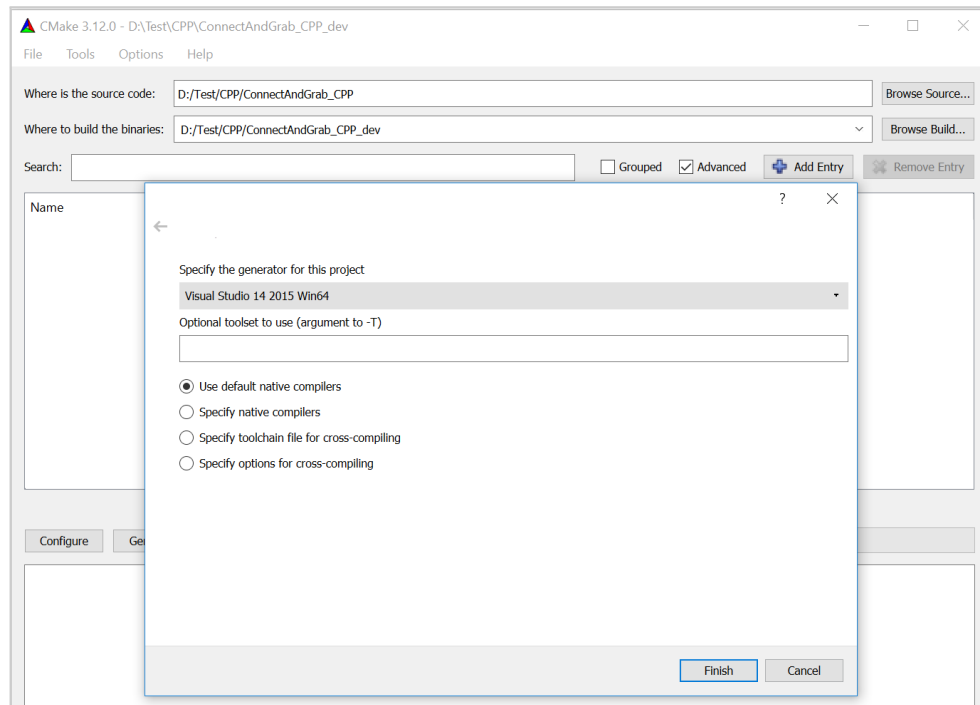 CMake 3.12.0 - D:\Test\CPP\ConnectAndGrab_CPP_dev
File Tools Options Help
Where is the source code: D:/Test/CPP/ConnectAndGrab_CPP Browse Source...
Where to build the binaries: D:/Test/CPP/ConnectAndGrab_CPP_dev Browse Build...
Search: Grouped Advanced Add Entry Remove Entry
Name
?
Specify the generator for this project
Visual Studio 14 2015 Win64
Optional toolset to use (argument to -T)
Use default native compilers
Specify native compilers
Specify toolchain file for cross-compiling
Specify options for cross-compiling
Configure Ge
Finish Cancel